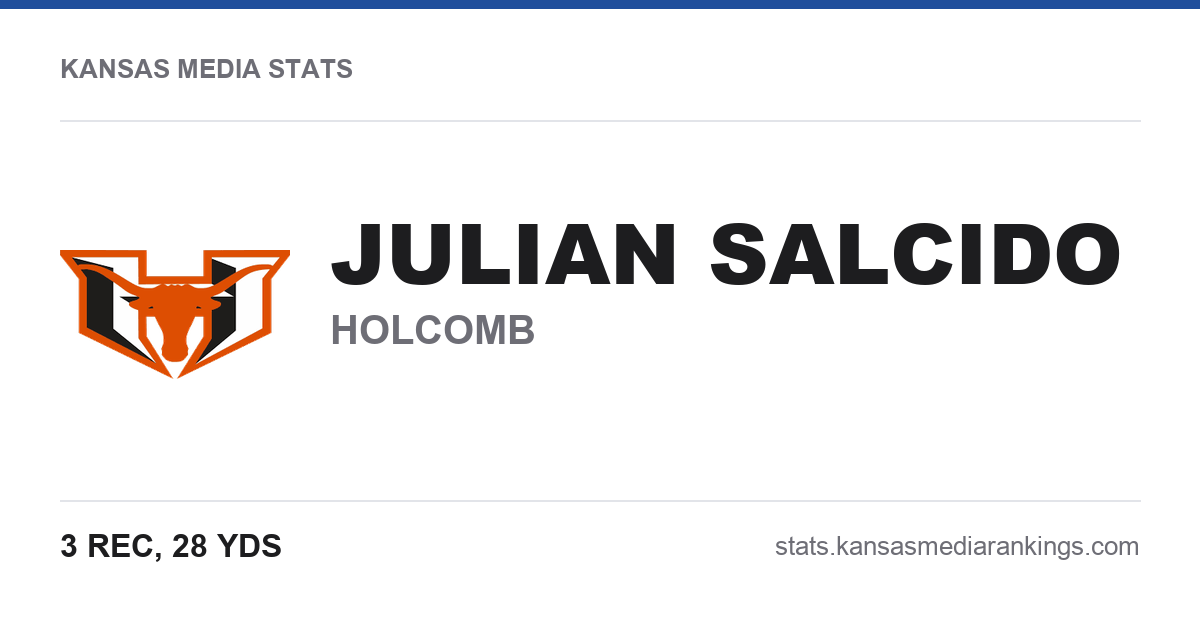 KANSAS MEDIA STATS
JULIAN SALCIDO
HOLCOMB
3 REC, 28 YDS
stats.kansasmediarankings.com